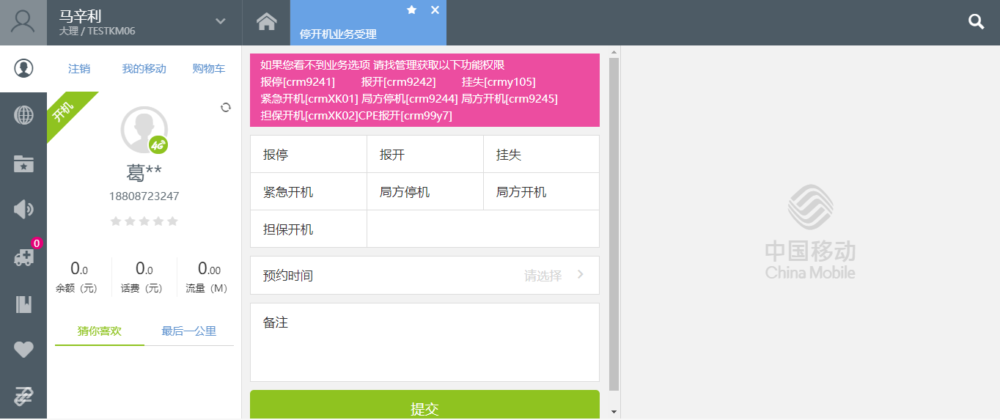 马辛利
大理 / TESTKM06
停开机业务受理
注销 我的移动 购物车
开机
4G
葛**
18808723247
0
0.0 0.0 0.00
余额（元） 话费（元） 流量（M）
猜你喜欢 最后一公里
如果您看不到业务选项 请找管理获取以下功能权限
报停[crm9241] 报开[crm9242] 挂失[crmy105]
紧急开机[crmXK01] 局方停机[crm9244] 局方开机[crm9245]
担保开机[crmXK02]CPE报开[crm99y7]
报停 报开 挂失
紧急开机 局方停机 局方开机
担保开机
预约时间 请选择
备注
提交
中国移动
China Mobile